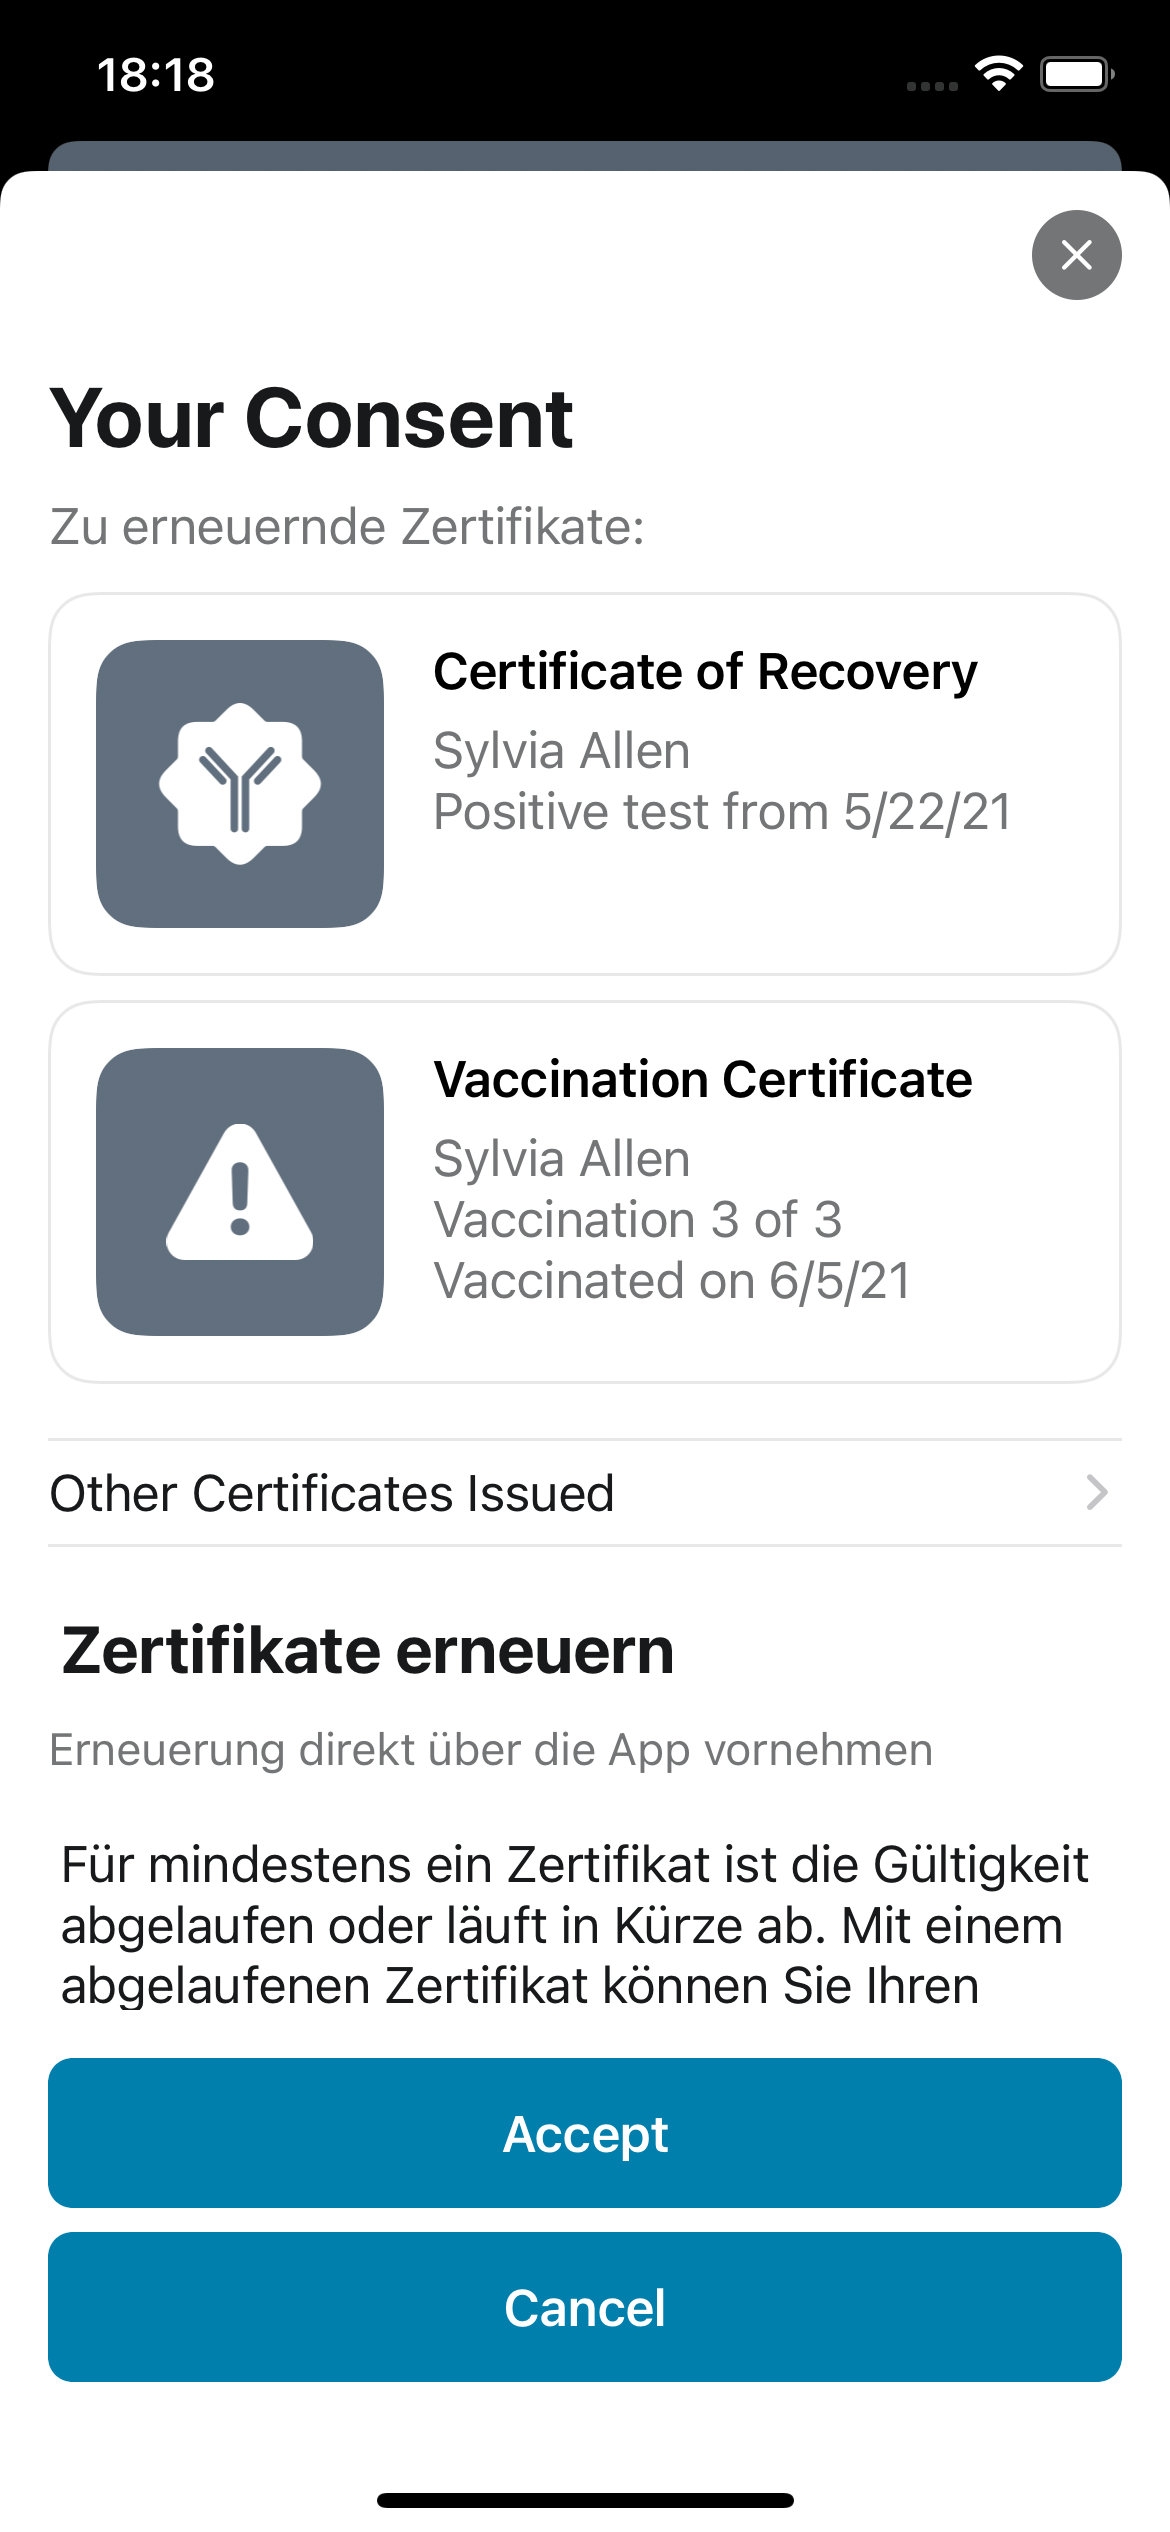 18:18
Your Consent
Zu erneuernde Zertifikate:
Certificate of Recovery
Sylvia Allen
Positive test from 5/22/21
Vaccination Certificate
Sylvia Allen
Vaccination 3 of 3
Vaccinated on 6/5/21
Other Certificates Issued
Zertifikate erneuern
Erneuerung direkt über die App vornehmen
Für mindestens ein Zertifikat ist die Gültigkeit
abgelaufen oder läuft in Kürze ab. Mit einem
abgelaufenen Zertifikat können Sie Ihren
Accept
Cancel